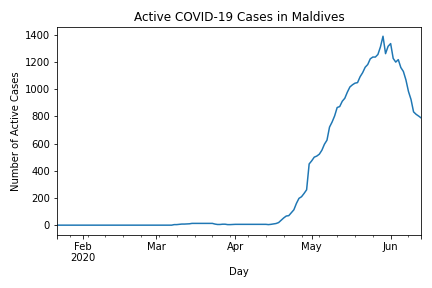 Active COVID-19 Cases in Maldives
Number of Active Cases
1400
1200
1000
800
600
400
200
0
Feb
2020
Mar
Apr
May
Jun
Day